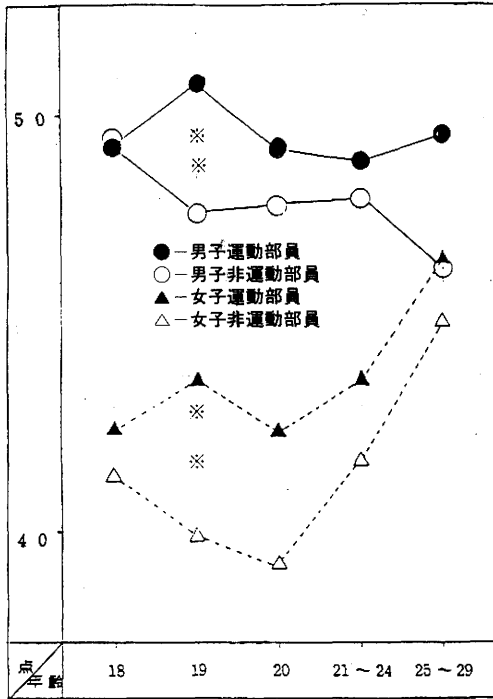 50
※
※
●－男子運動部員
○－男子非運動部員
▲－女子運動部員
△－女子非運動部員
※
※
40
点
年齢
18 19 20 21～24 25～29